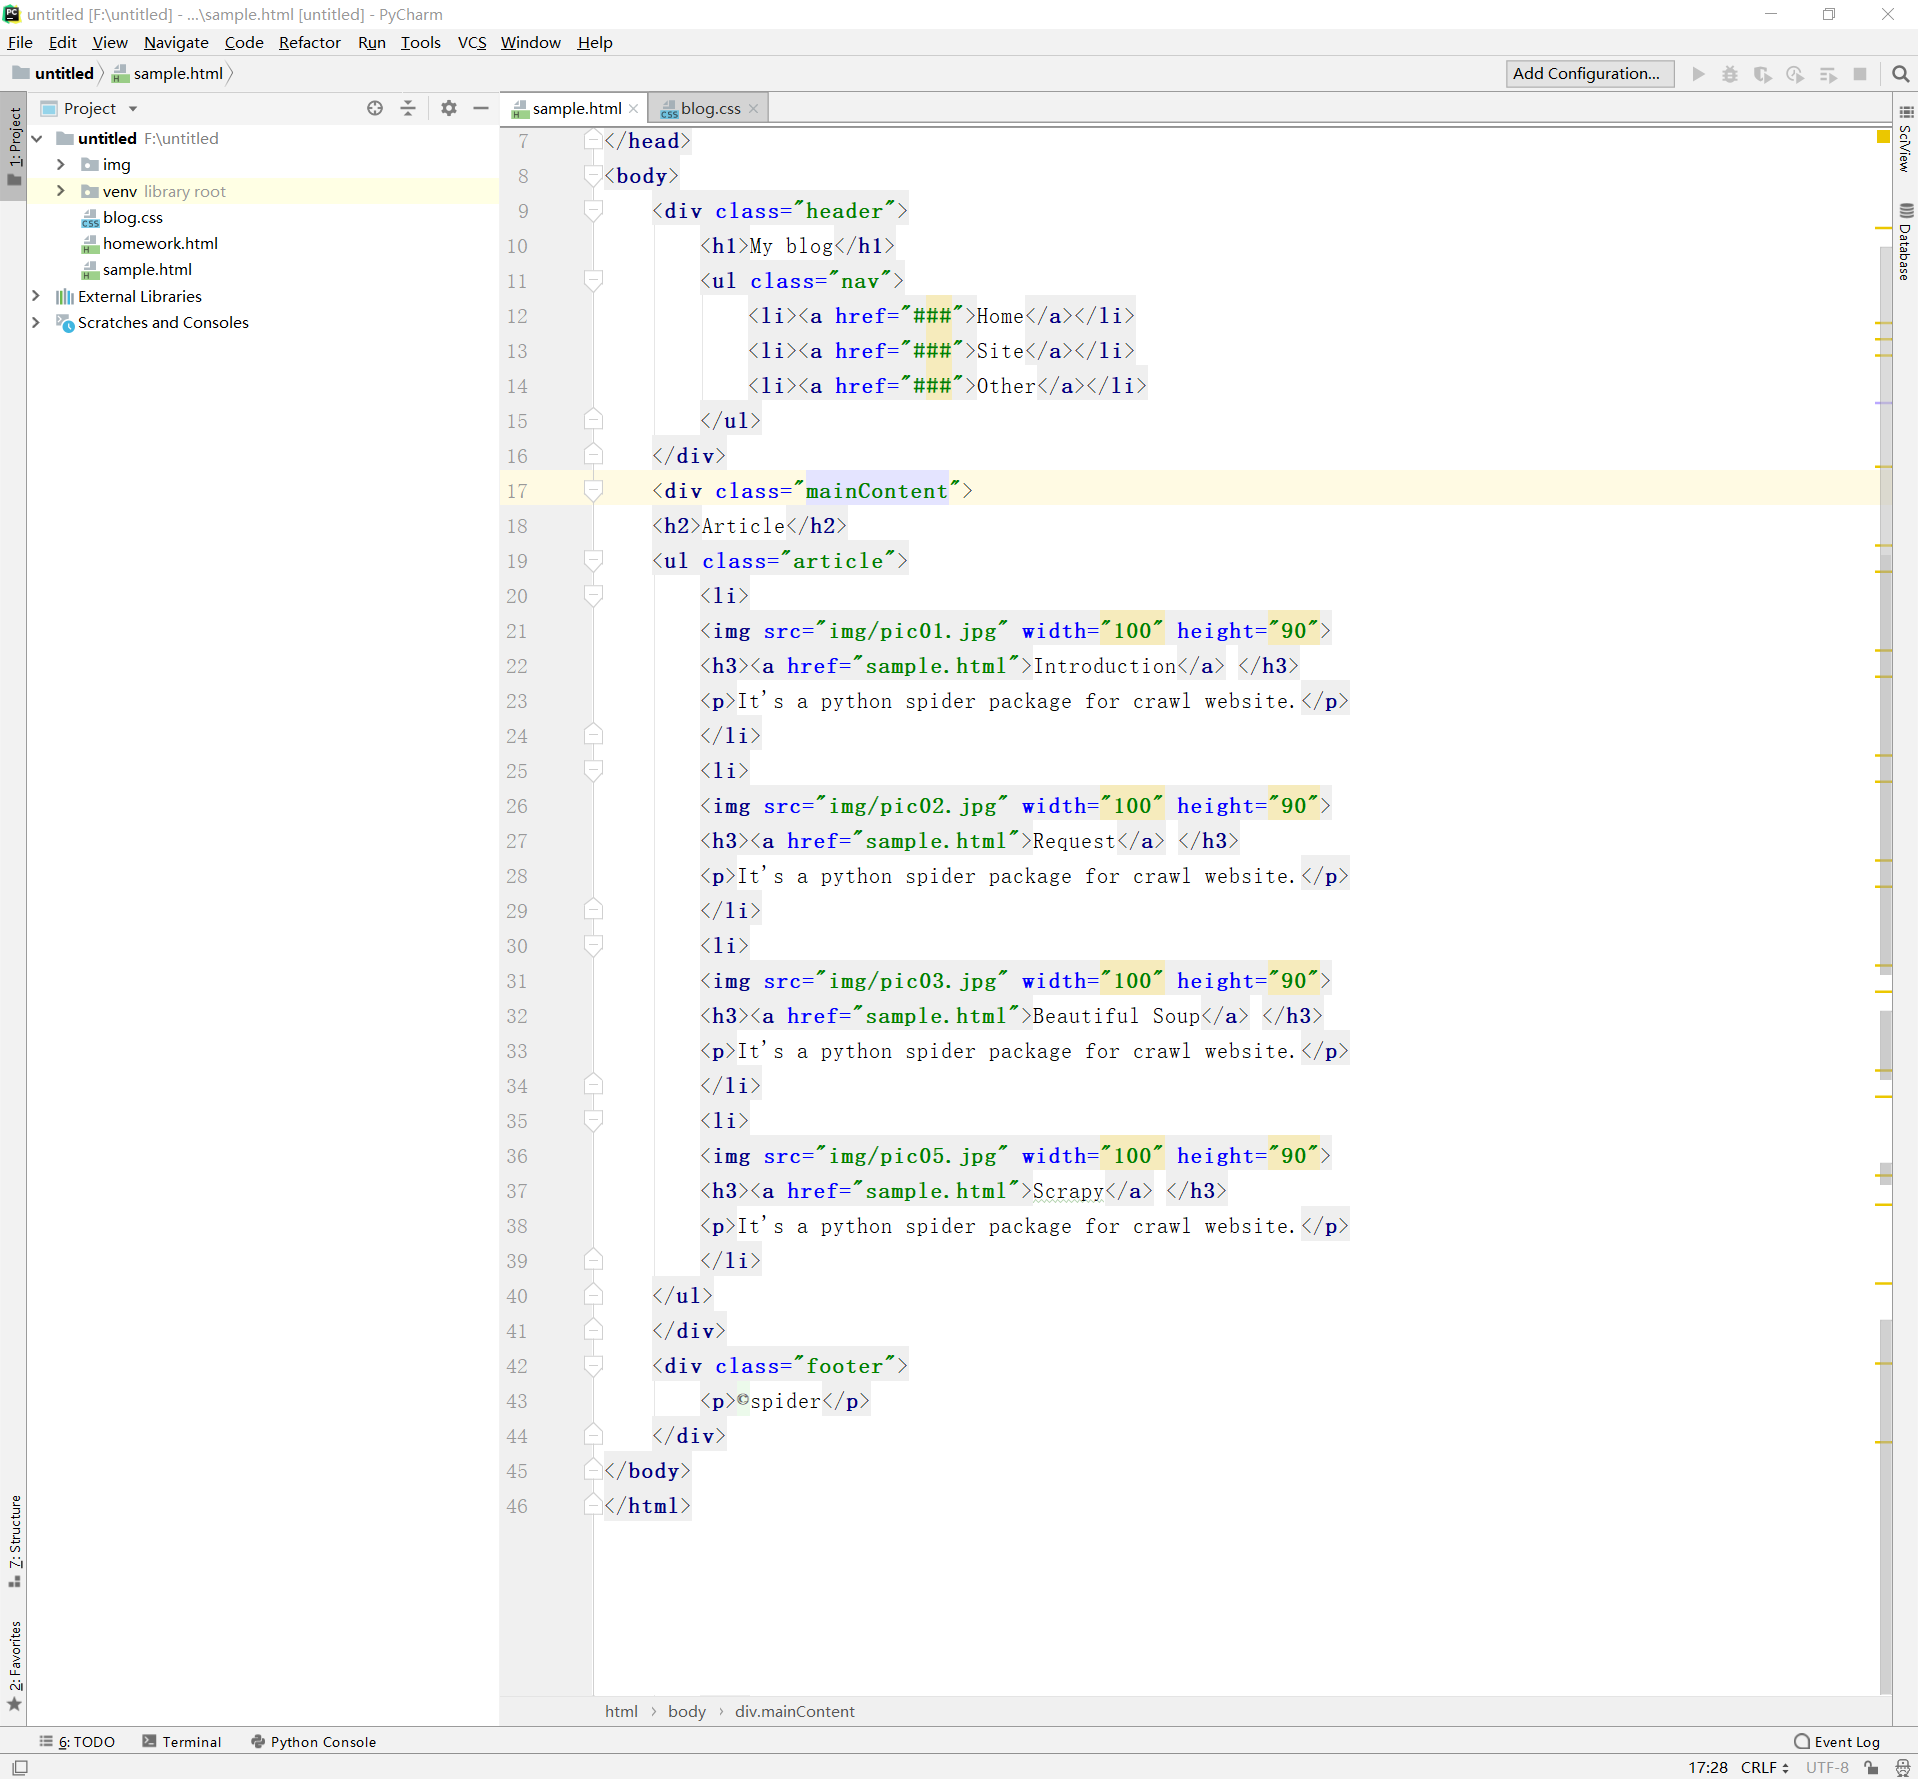 untitled [F:\untitled] - ...\sample.html [untitled] - PyCharm
File Edit View Navigate Code Refactor Run Tools VCS Window Help
untitled sample.html Add Configuration...
1: Project
Project
untitled F:\untitled
img
venv library root
blog.css
homework.html
sample.html
External Libraries
Scratches and Consoles
7: Structure
2: Favorites
sample.html blog.css
7 </head>
8 <body>
9 <div class="header">
10 <h1>My blog</h1>
11 <ul class="nav">
12 <li><a href="###">Home</a></li>
13 <li><a href="###">Site</a></li>
14 <li><a href="###">Other</a></li>
15 </ul>
16 </div>
17 <div class="mainContent">
18 <h2>Article</h2>
19 <ul class="article">
20 <li>
21 <img src="img/pic01.jpg" width="100" height="90">
22 <h3><a href="sample.html">Introduction</a> </h3>
23 <p>It's a python spider package for crawl website.</p>
24 </li>
25 <li>
26 <img src="img/pic02.jpg" width="100" height="90">
27 <h3><a href="sample.html">Request</a> </h3>
28 <p>It's a python spider package for crawl website.</p>
29 </li>
30 <li>
31 <img src="img/pic03.jpg" width="100" height="90">
32 <h3><a href="sample.html">Beautiful Soup</a> </h3>
33 <p>It's a python spider package for crawl website.</p>
34 </li>
35 <li>
36 <img src="img/pic05.jpg" width="100" height="90">
37 <h3><a href="sample.html">Scrapy</a> </h3>
38 <p>It's a python spider package for crawl website.</p>
39 </li>
40 </ul>
41 </div>
42 <div class="footer">
43 <p>©spider</p>
44 </div>
45 </body>
46 </html>
SciView
Database
html body div.mainContent
6: TODO Terminal Python Console Event Log
17:28 CRLF UTF-8